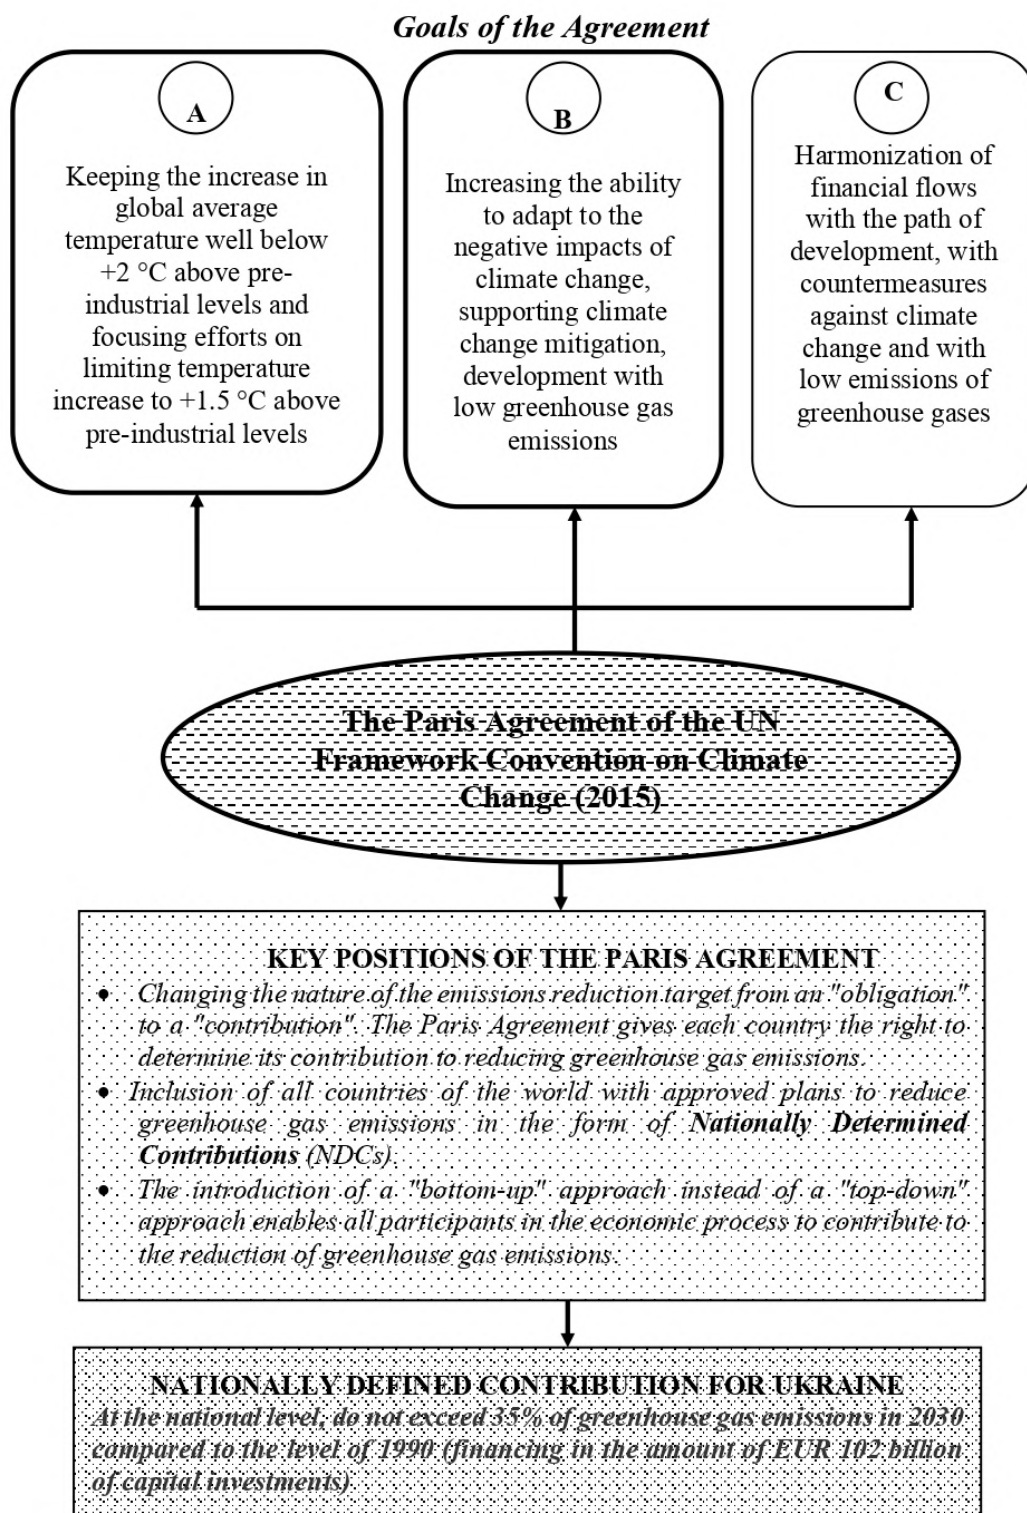 Goals of the Agreement
A
Keeping the increase in
global average
temperature well below
+2 °C above pre-
industrial levels and
focusing efforts on
limiting temperature
increase to +1.5 °C above
pre-industrial levels
B
Increasing the ability
to adapt to the
negative impacts of
climate change,
supporting climate
change mitigation,
development with
low greenhouse gas
emissions
C
Harmonization of
financial flows
with the path of
development, with
countermeasures
against climate
change and with
low emissions of
greenhouse gases
The Paris Agreement of the UN
Framework Convention on Climate
Change (2015)
KEY POSITIONS OF THE PARIS AGREEMENT
• Changing the nature of the emissions reduction target from an "obligation"
to a "contribution". The Paris Agreement gives each country the right to
determine its contribution to reducing greenhouse gas emissions.
• Inclusion of all countries of the world with approved plans to reduce
greenhouse gas emissions in the form of Nationally Determined
Contributions (NDCs).
• The introduction of a "bottom-up" approach instead of a "top-down"
approach enables all participants in the economic process to contribute to
the reduction of greenhouse gas emissions.
NATIONALLY DEFINED CONTRIBUTION FOR UKRAINE
At the national level, do not exceed 35% of greenhouse gas emissions in 2030
compared to the level of 1990 (financing in the amount of EUR 102 billion
of capital investments)